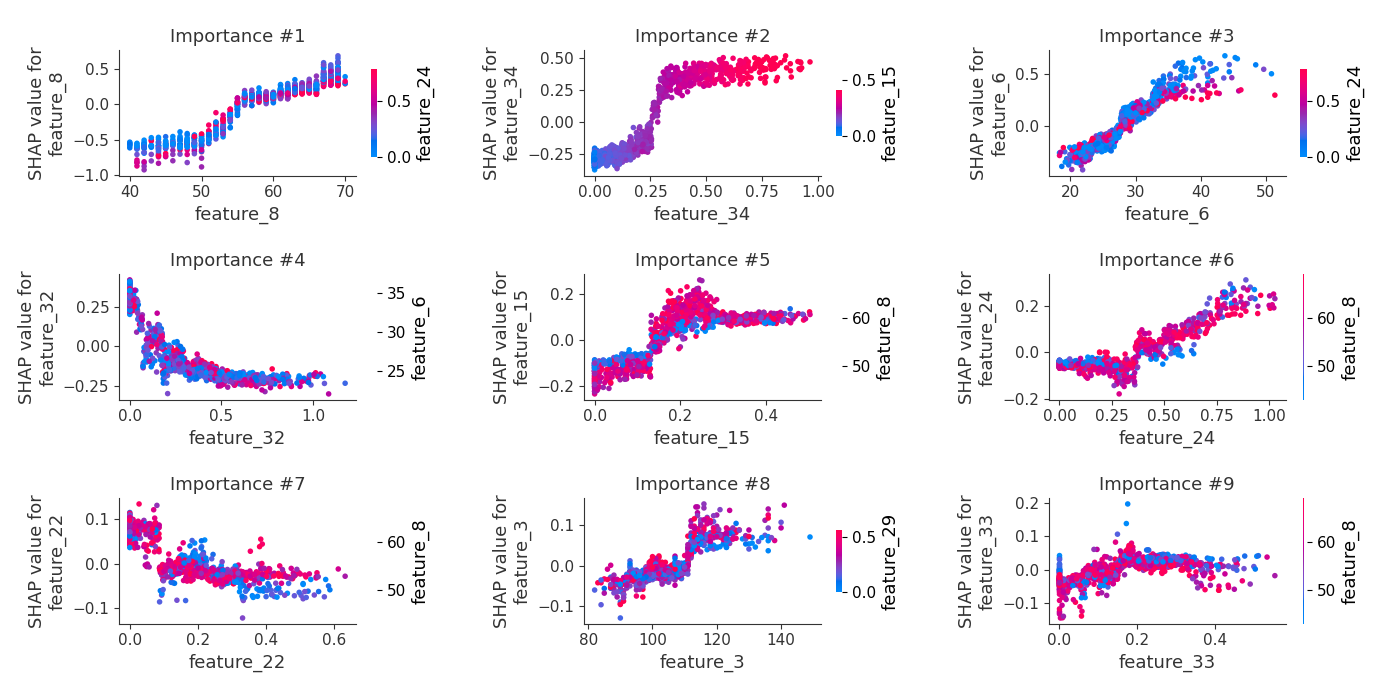 Importance #1
SHAP value for
feature_8
0.5
0.0
−0.5
−1.0
40
50
60
70
feature_8
0.5
0.0
feature_24
Importance #2
SHAP value for
feature_34
0.50
0.25
0.00
−0.25
0.00
0.25
0.50
0.75
1.00
feature_34
0.5
0.0
feature_15
Importance #3
SHAP value for
feature_6
0.5
0.0
20
30
40
50
feature_6
0.5
0.0
feature_24
Importance #4
SHAP value for
feature_32
0.25
0.00
−0.25
0.0
0.5
1.0
feature_32
35
30
25
feature_6
Importance #5
SHAP value for
feature_15
0.2
0.0
−0.2
0.0
0.2
0.4
feature_15
60
50
feature_8
Importance #6
SHAP value for
feature_24
0.2
0.0
−0.2
0.00
0.25
0.50
0.75
1.00
feature_24
60
50
feature_8
Importance #7
SHAP value for
feature_22
0.1
0.0
−0.1
0.0
0.2
0.4
0.6
feature_22
60
50
feature_8
Importance #8
SHAP value for
feature_3
0.1
0.0
−0.1
80
100
120
140
feature_3
0.5
0.0
feature_29
Importance #9
SHAP value for
feature_33
0.2
0.1
0.0
−0.1
0.0
0.2
0.4
feature_33
60
50
feature_8